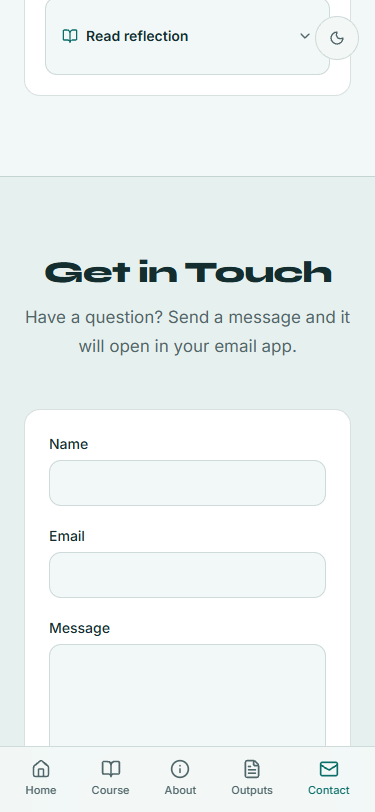 Read reflection
Get in Touch
Have a question? Send a message and it
will open in your email app.
Name
Email
Message
Home
Course
About
Outputs
Contact